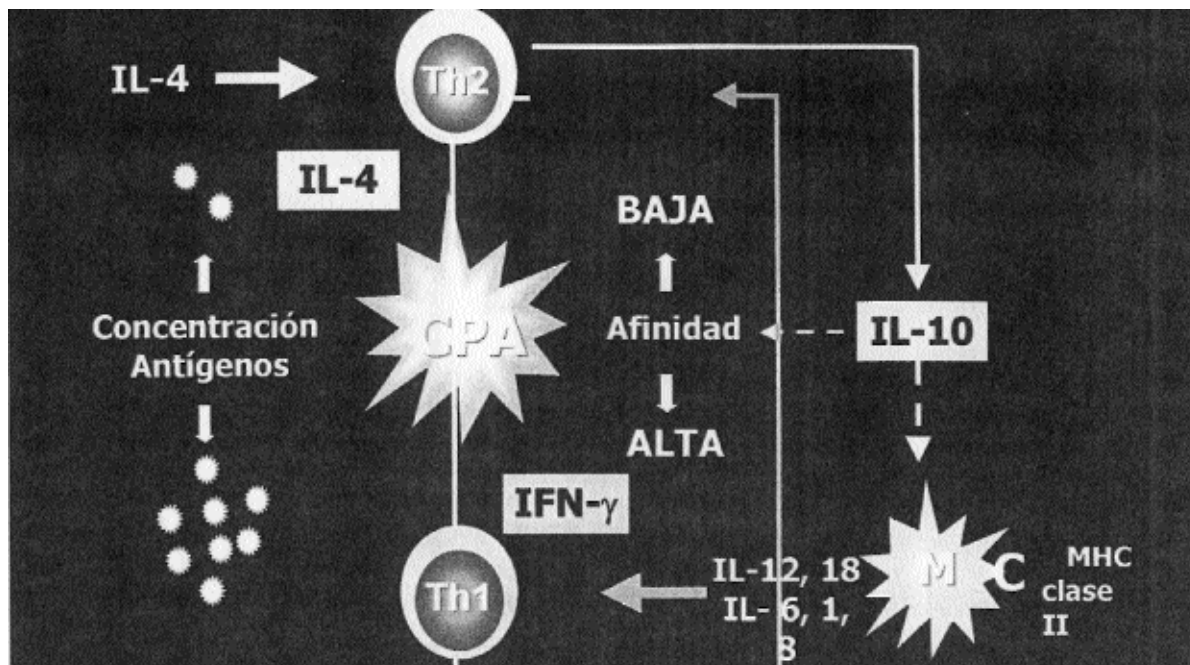 IL-4
Th2
IL-4
BAJA
Concentración
Antígenos
CPA
Afinidad
IL-10
ALTA
IFN-γ
Th1
IL-12, 18
IL- 6, 1,
8
M
C
MHC
clase
II